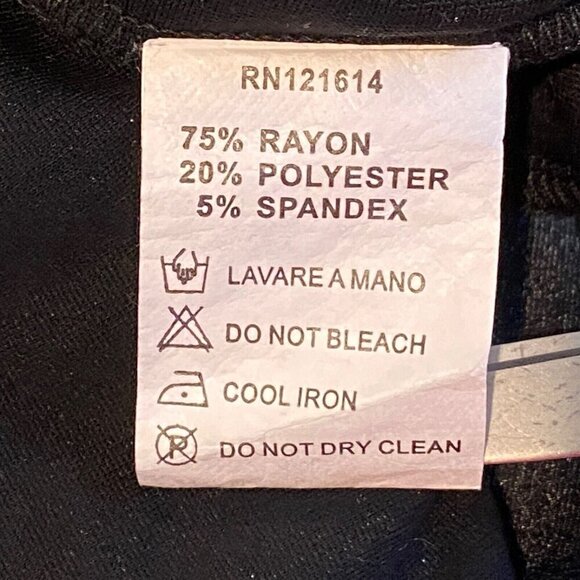 RN121614
75% RAYON
20% POLYESTER
5% SPANDEX
LAVARE A MANO
DO NOT BLEACH
COOL IRON
P DO NOT DRY CLEAN